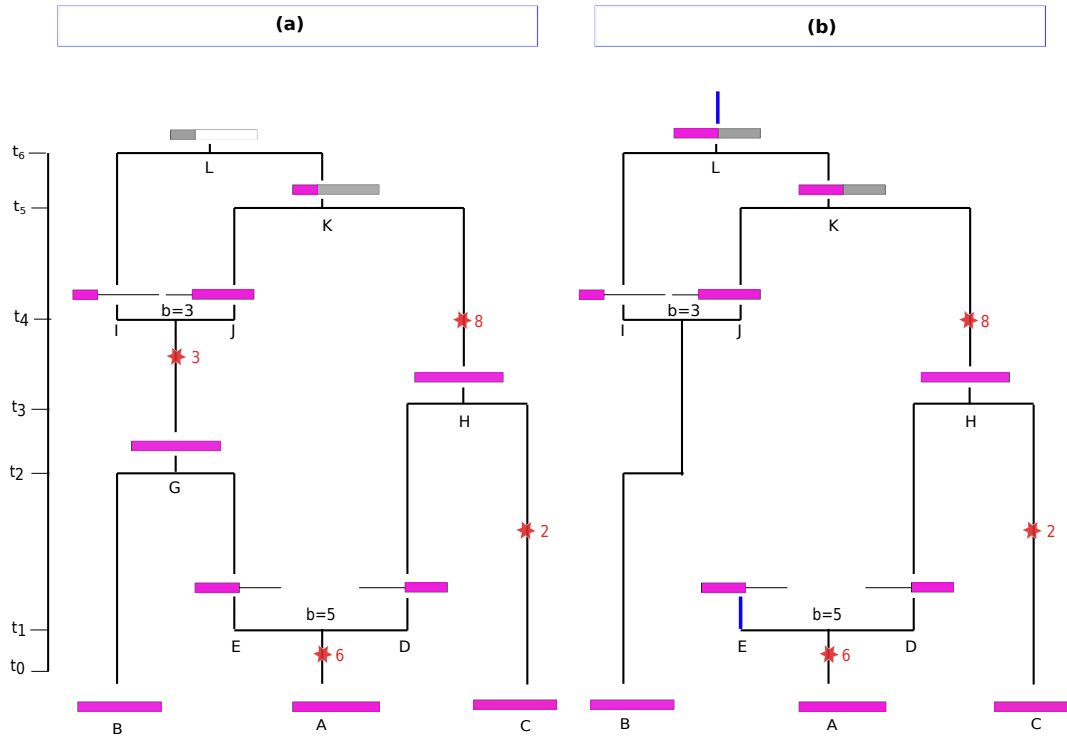 (a) (b)
t6
L L
t5
K K
b=3 b=3
t4 I J 8 I J 8
3
t3
H H
t2
G
2 2
b=5 b=5
t1
E D E D
t0 6 6
B A C B A C